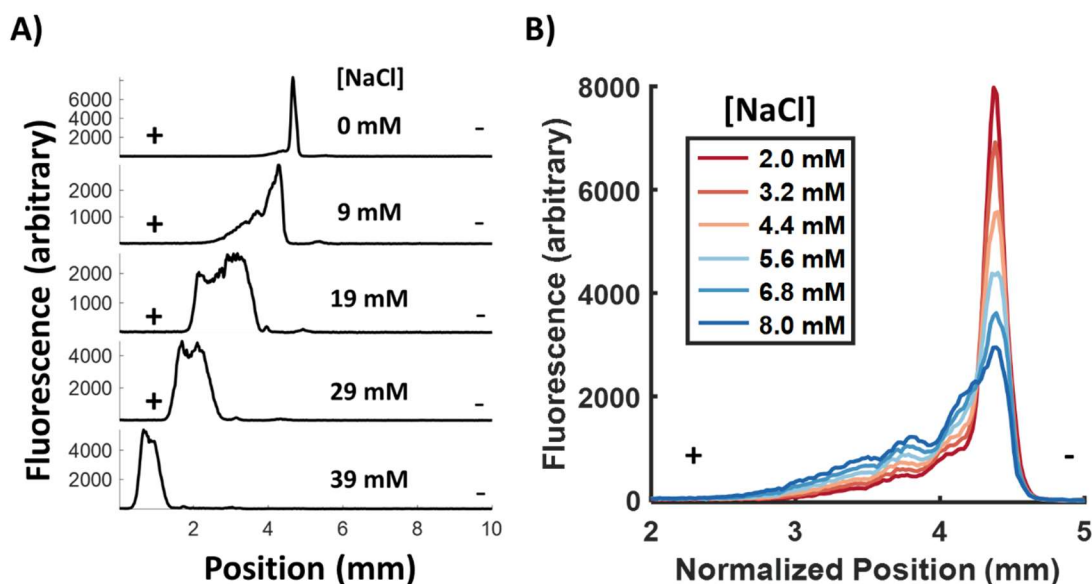 A)
Fluorescence (arbitrary)
[NaCl]
6000
4000
2000
+
0 mM
-
2000
1000
+
9 mM
-
2000
1000
+
19 mM
-
4000
2000
+
29 mM
-
4000
2000
39 mM
-
2 4 6 8 10
Position (mm)
B)
Fluorescence (arbitrary)
8000
6000
4000
2000
0
[NaCl]
2.0 mM
3.2 mM
4.4 mM
5.6 mM
6.8 mM
8.0 mM
+
-
2 3 4 5
Normalized Position (mm)